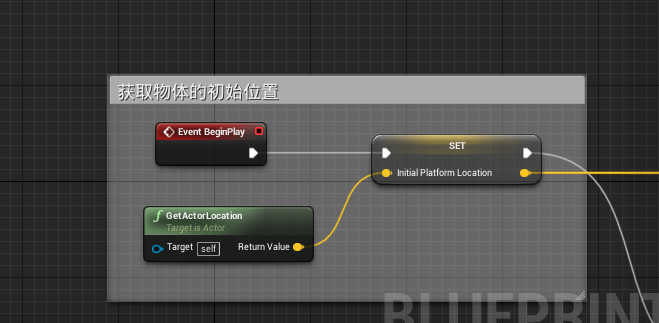 获取物体的初始位置
Event BeginPlay
SET
Initial Platform Location
f GetActorLocation
Target is Actor
Target self Return Value
BLUEPRINT